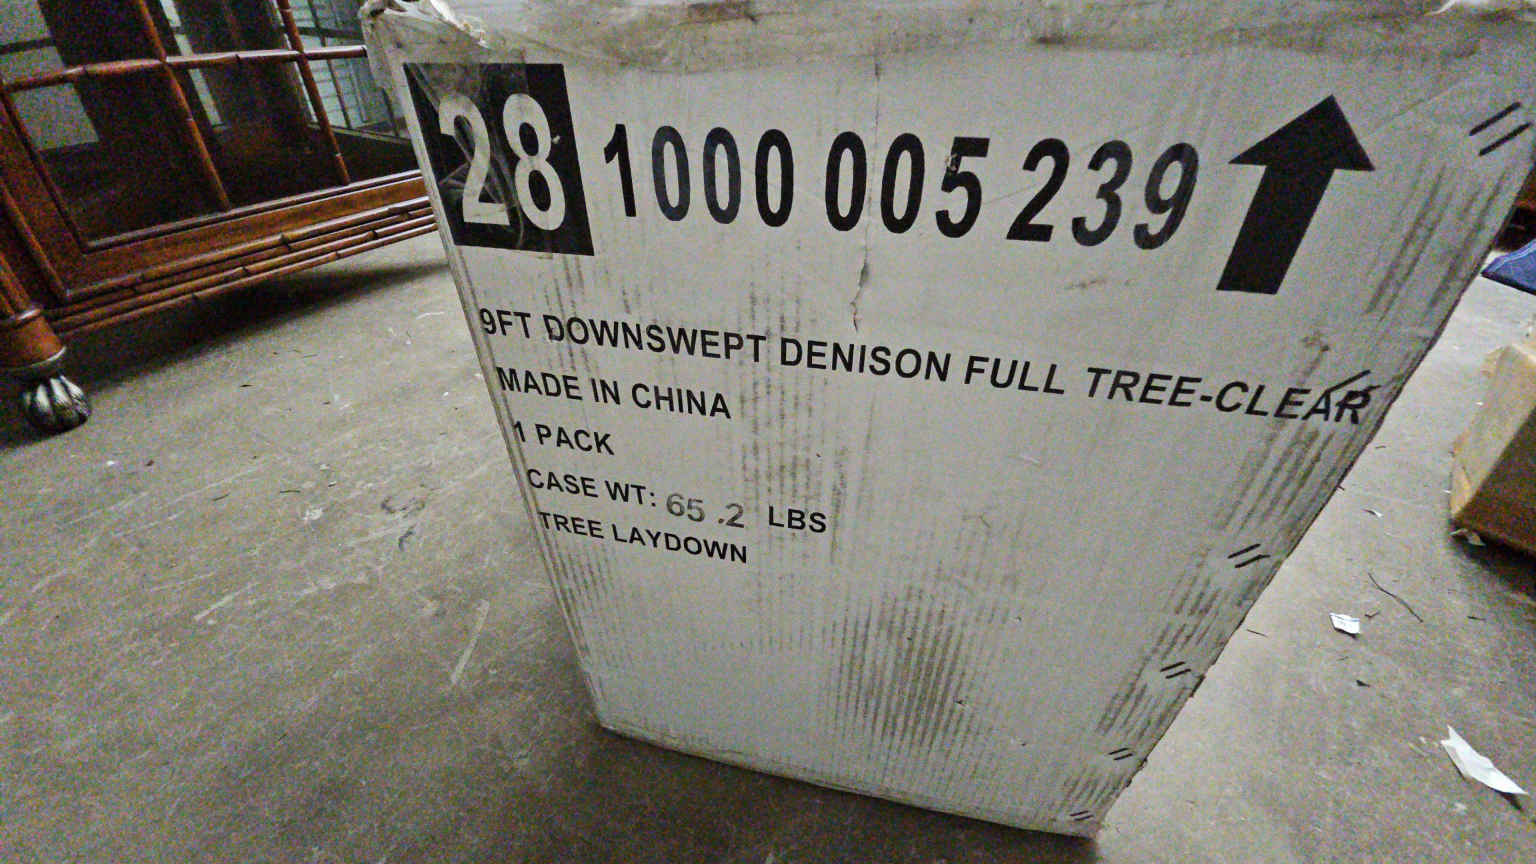 28 1000 005 239
9FT DOWNSWEPT DENISON FULL TREE-CLEAR
MADE IN CHINA
1 PACK
CASE WT: 65.2 LBS
TREE LAYDOWN